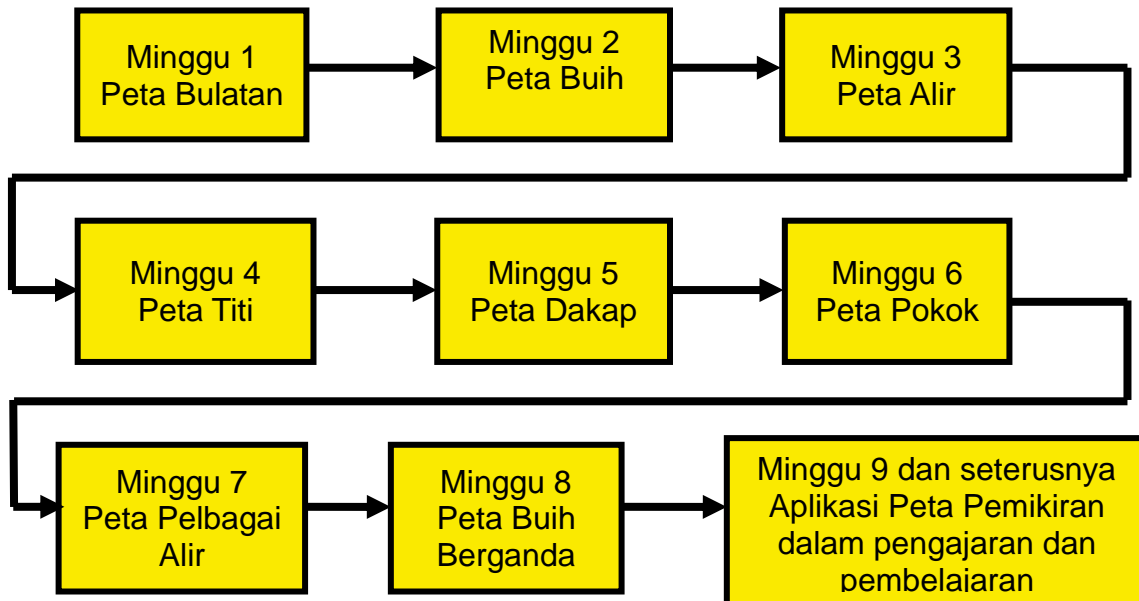 Minggu 1
Peta Bulatan
Minggu 2
Peta Buih
Minggu 3
Peta Alir
Minggu 4
Peta Titi
Minggu 5
Peta Dakap
Minggu 6
Peta Pokok
Minggu 7
Peta Pelbagai
Alir
Minggu 8
Peta Buih
Berganda
Minggu 9 dan seterusnya
Aplikasi Peta Pemikiran
dalam pengajaran dan
pembelajaran